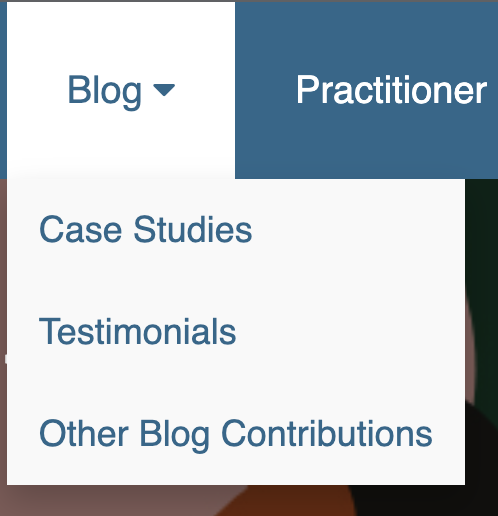 Blog
Practitioner
Case Studies
Testimonials
Other Blog Contributions